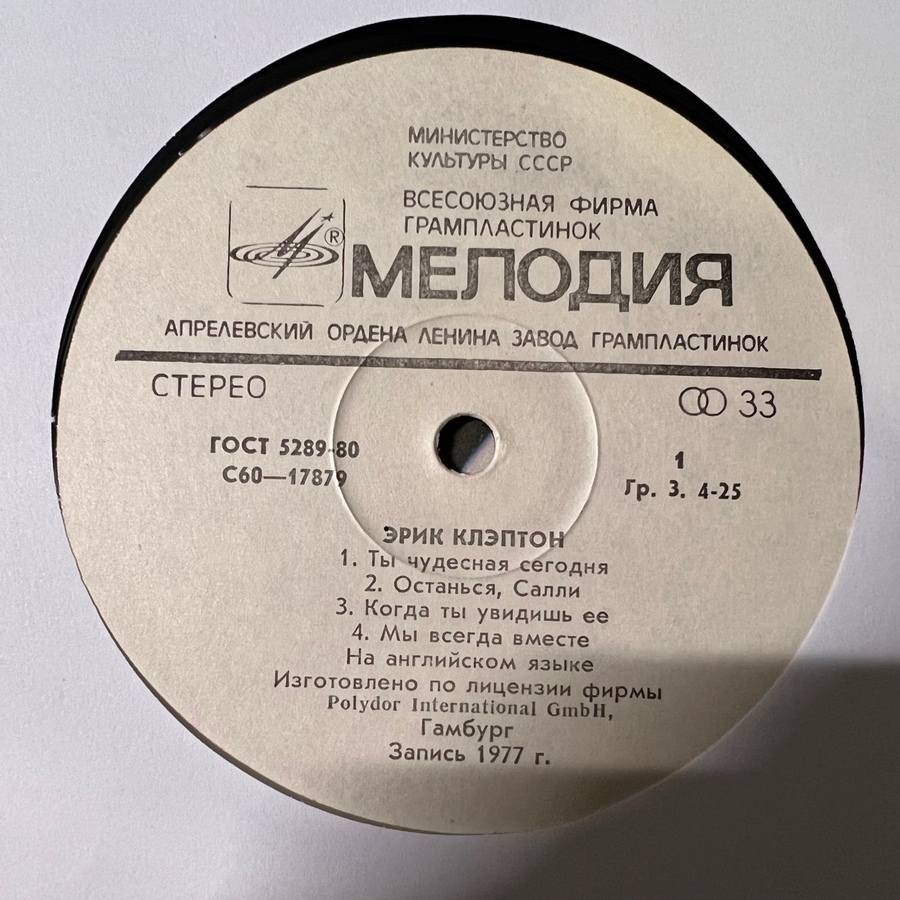 МИНИСТЕРСТВО
КУЛЬТУРЫ СССР
ВСЕСОЮЗНАЯ ФИРМА
ГРАМПЛАСТИНОК
® МЕЛОДИЯ
АПРЕЛЕВСКИЙ ОРДЕНА ЛЕНИНА ЗАВОД ГРАМПЛАСТИНОК
СТЕРЕО
33
ГОСТ 5289-80
С60—17879
1
Гр. 3. 4-25
ЭРИК КЛЭПТОН
1. Ты чудесная сегодня
2. Останься, Салли
3. Когда ты увидишь ее
4. Мы всегда вместе
На английском языке
Изготовлено по лицензии фирмы
Polydor International GmbH,
Гамбург
Запись 1977 г.